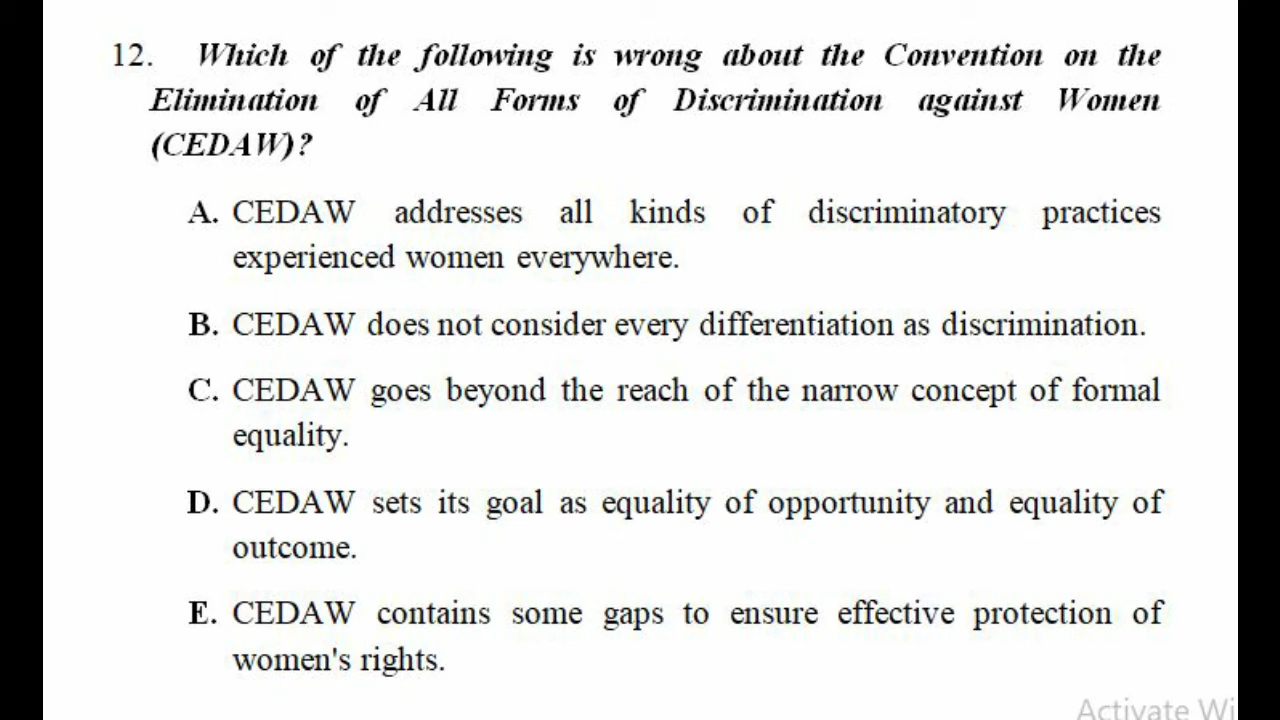 12. Which of the following is wrong about the Convention on the
Elimination of All Forms of Discrimination against Women
(CEDAW)?
A. CEDAW addresses all kinds of discriminatory practices
experienced women everywhere.
B. CEDAW does not consider every differentiation as discrimination.
C. CEDAW goes beyond the reach of the narrow concept of formal
equality.
D. CEDAW sets its goal as equality of opportunity and equality of
outcome.
E. CEDAW contains some gaps to ensure effective protection of
women's rights.
Activate Wi